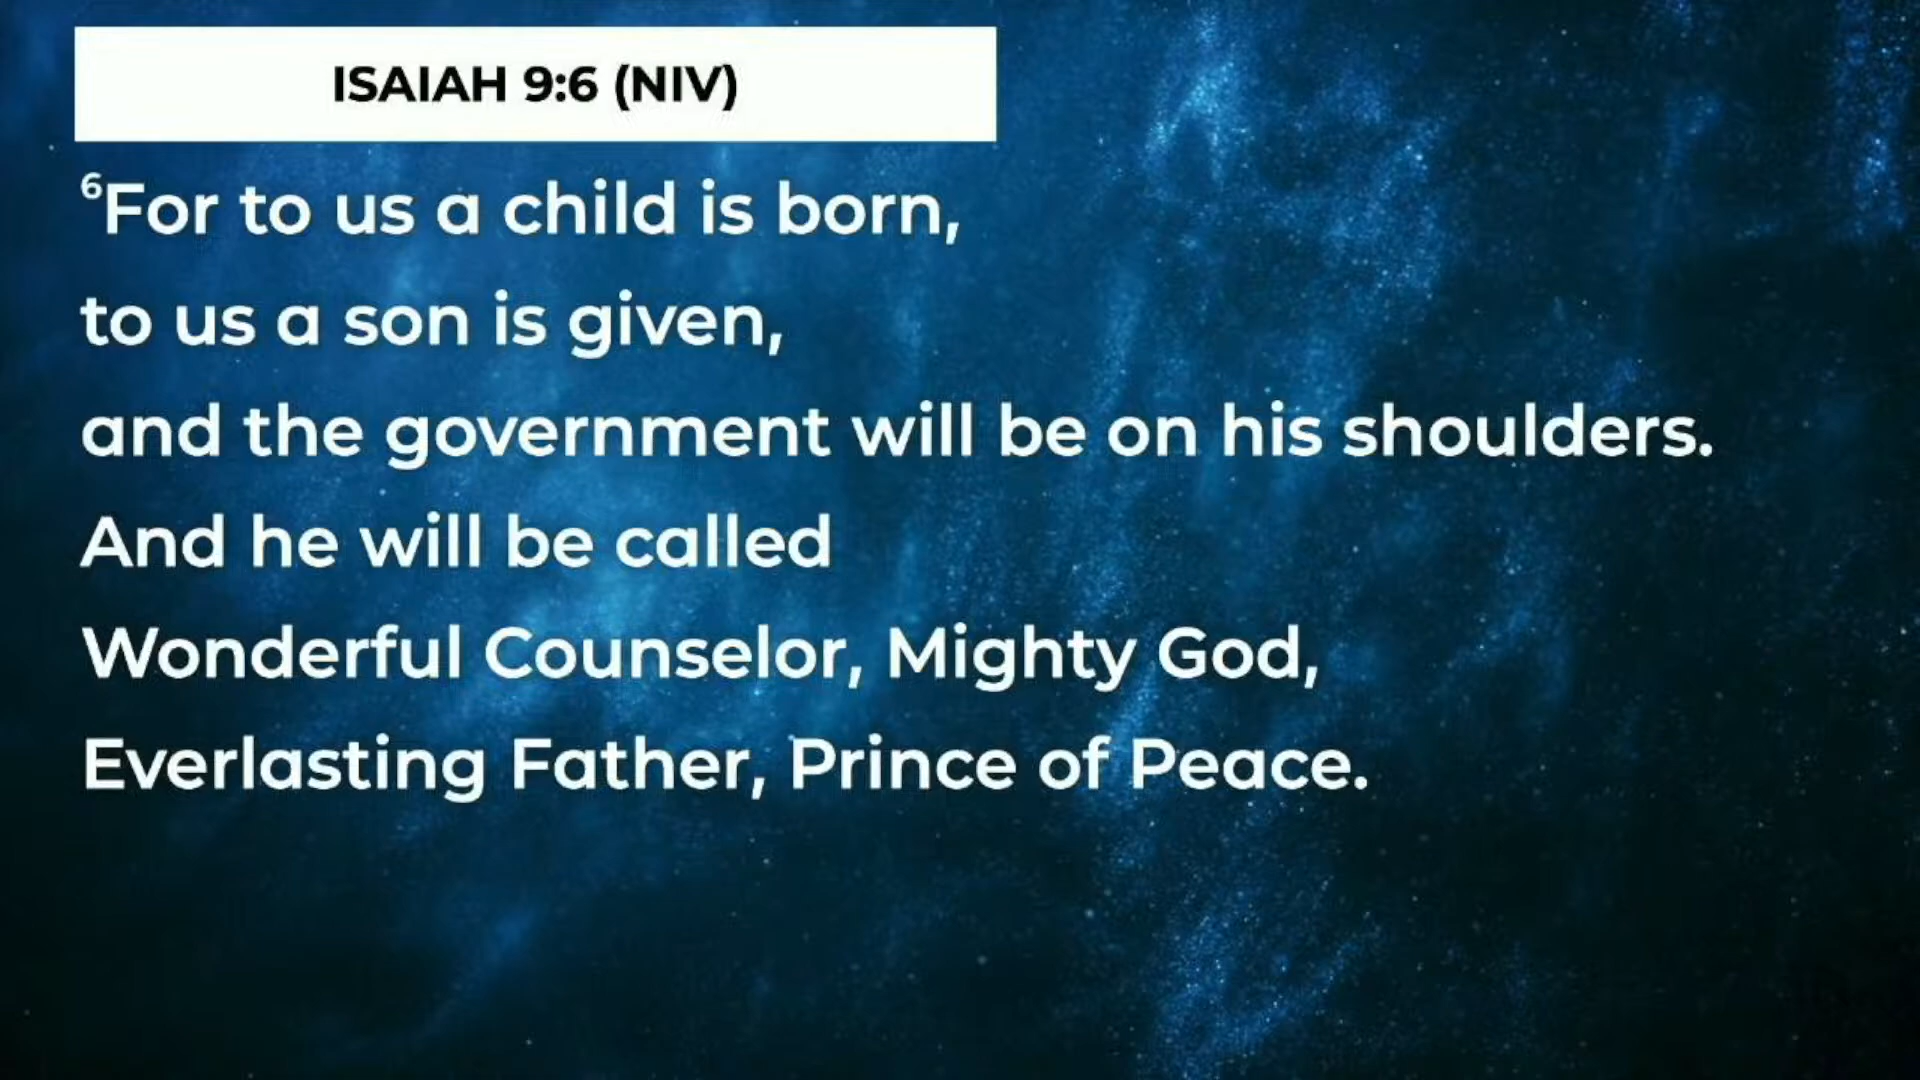 ISAIAH 9:6 (NIV)
⁶For to us a child is born,
to us a son is given,
and the government will be on his shoulders.
And he will be called
Wonderful Counselor, Mighty God,
Everlasting Father, Prince of Peace.